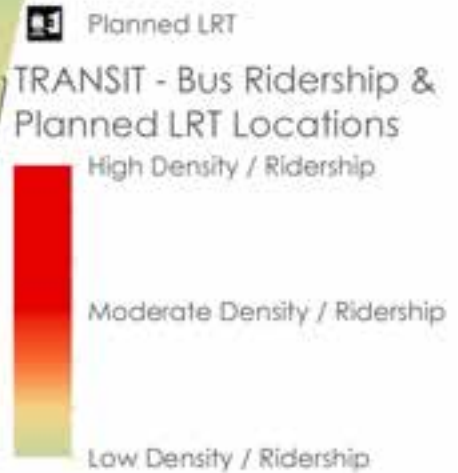 Planned LRT
TRANSIT - Bus Ridership &
Planned LRT Locations
High Density / Ridership
Moderate Density / Ridership
Low Density / Ridership